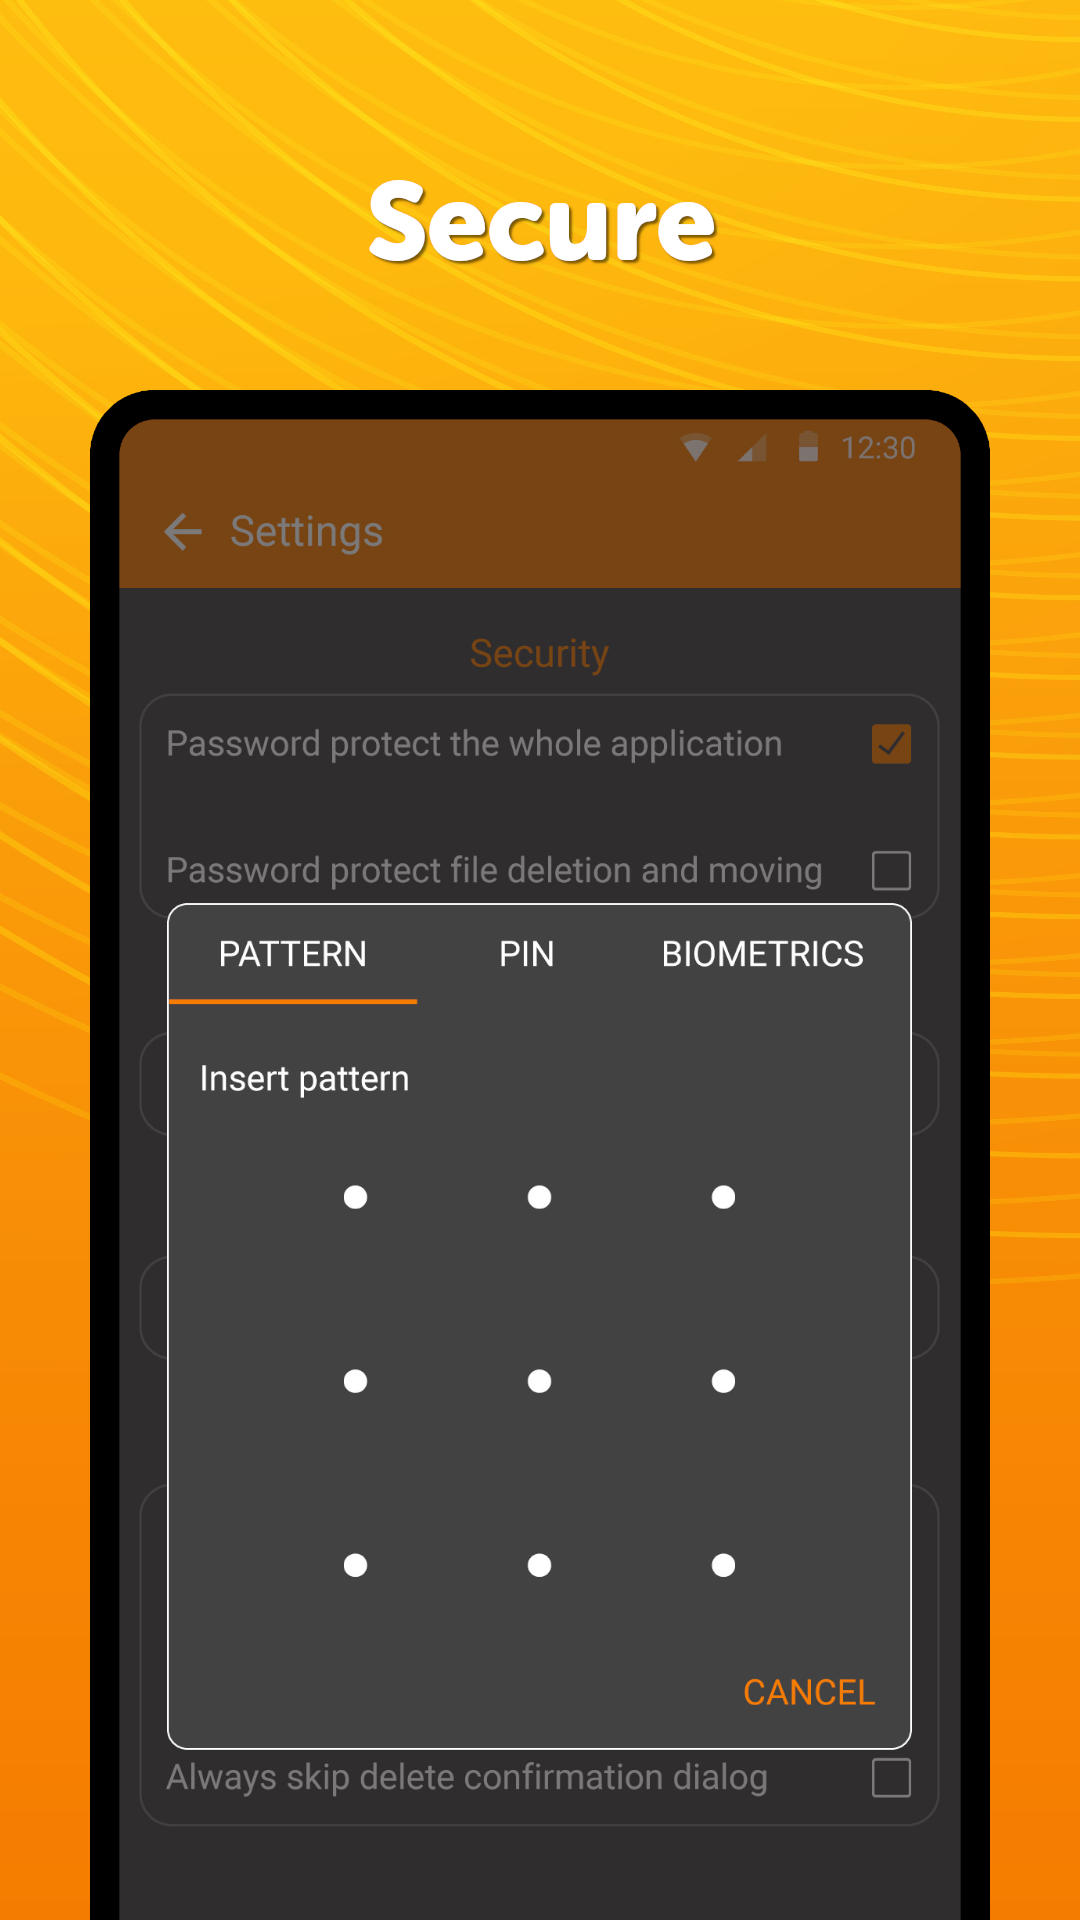 Secure
12:30
Settings
Security
Password protect the whole application
Password protect file deletion and moving
PATTERN PIN BIOMETRICS
Insert pattern
CANCEL
Always skip delete confirmation dialog